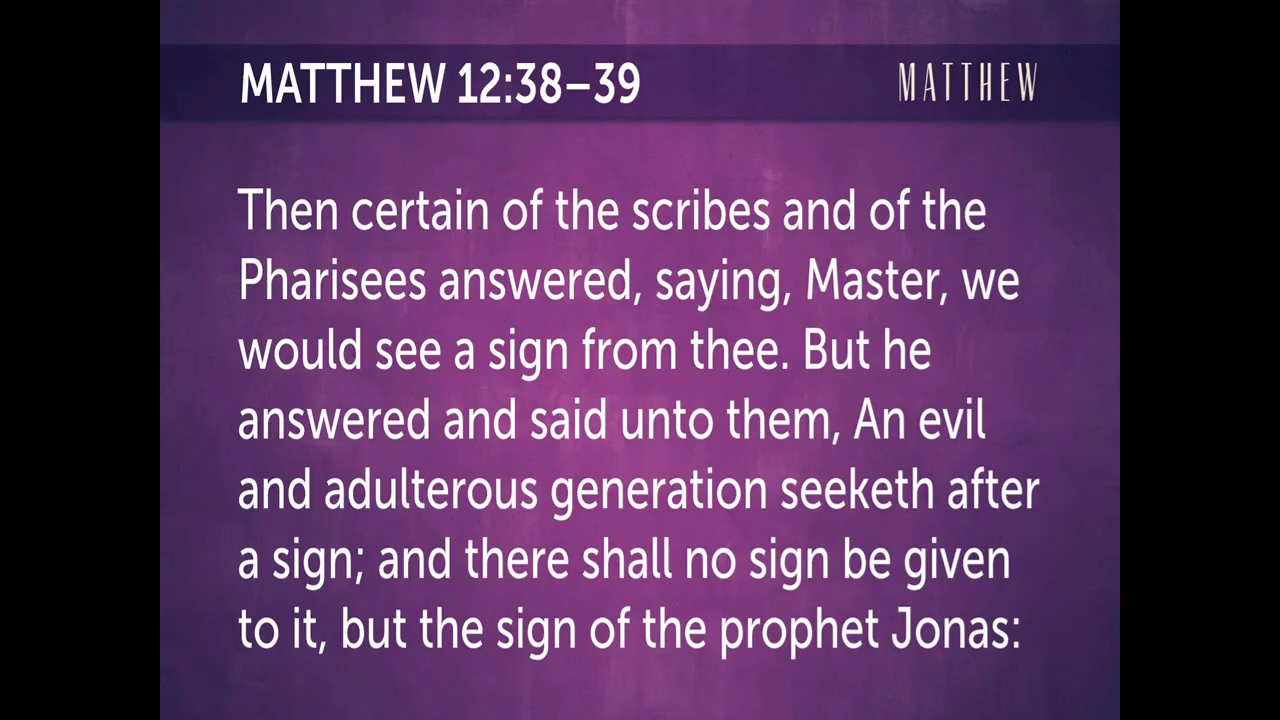 MATTHEW 12:38–39
MATTHEW
Then certain of the scribes and of the
Pharisees answered, saying, Master, we
would see a sign from thee. But he
answered and said unto them, An evil
and adulterous generation seeketh after
a sign; and there shall no sign be given
to it, but the sign of the prophet Jonas: